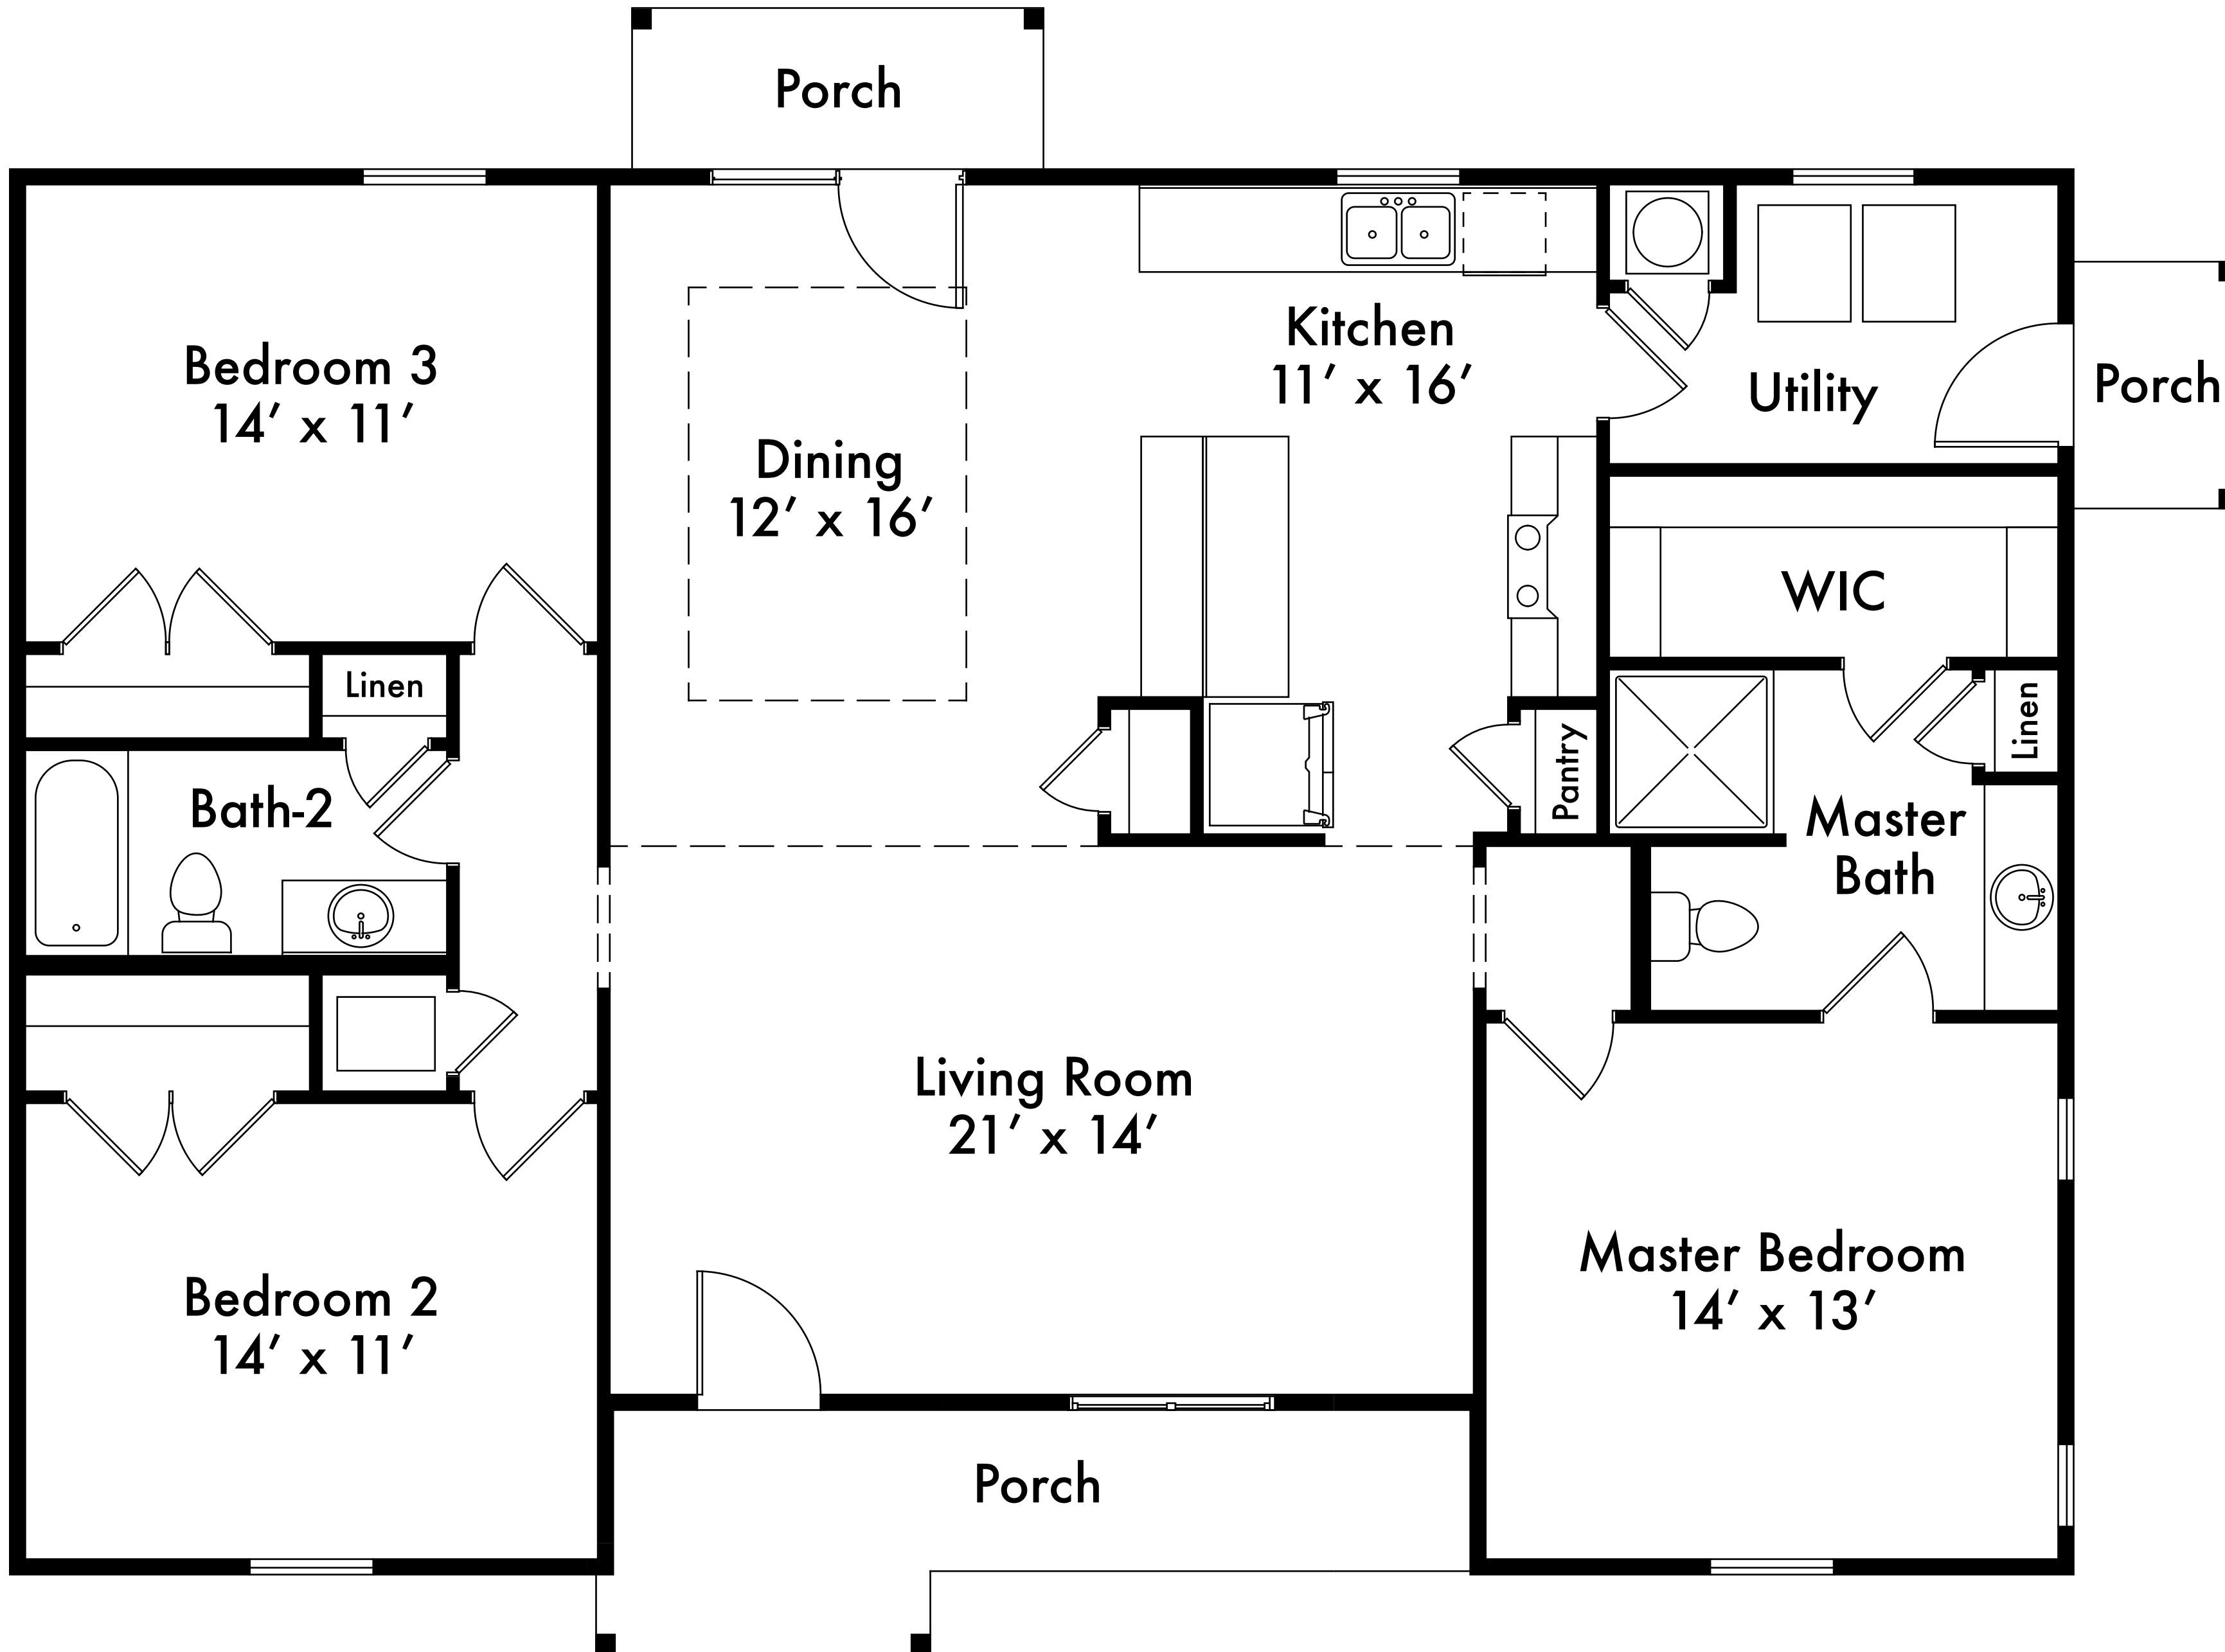 Porch
Bedroom 3
14′ x 11′
Dining
12′ x 16′
Kitchen
11′ x 16′
Utility
Porch
WIC
Linen
Linen
Pantry
Bath-2
Master
Bath
Living Room
21′ x 14′
Bedroom 2
14′ x 11′
Master Bedroom
14′ x 13′
Porch